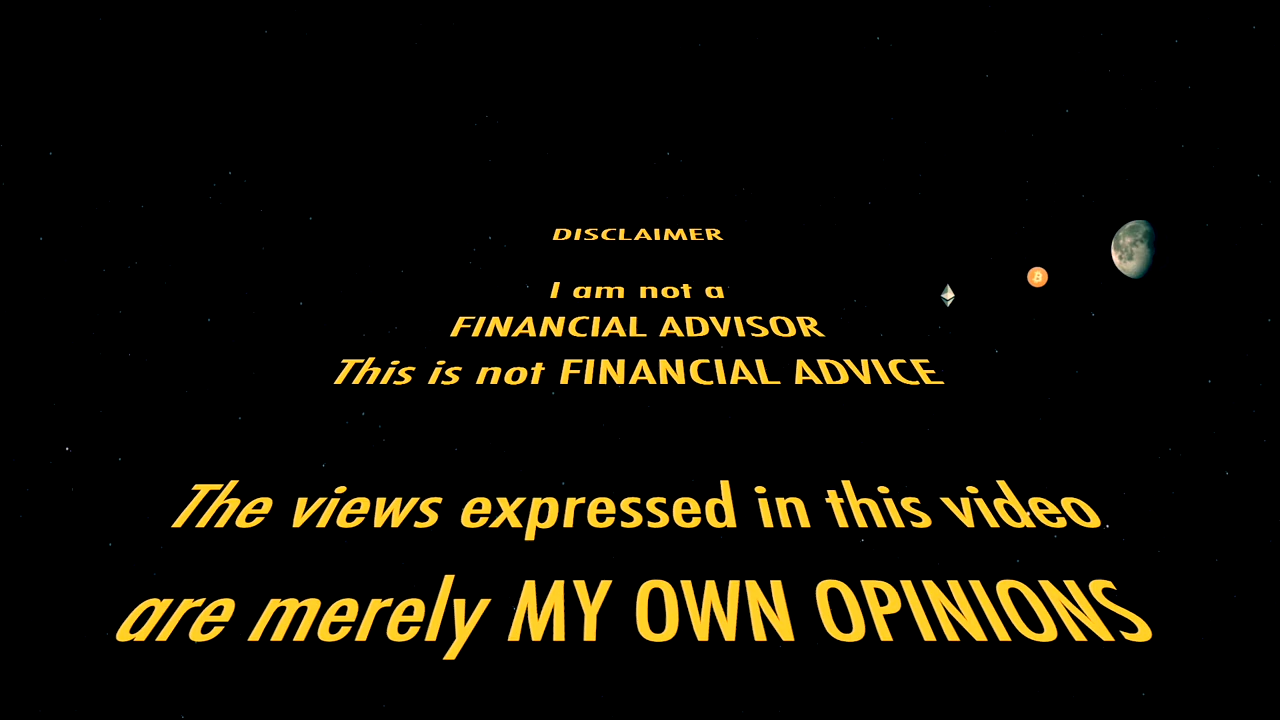 DISCLAIMER
I am not a
FINANCIAL ADVISOR
This is not FINANCIAL ADVICE
The views expressed in this video
are merely MY OWN OPINIONS